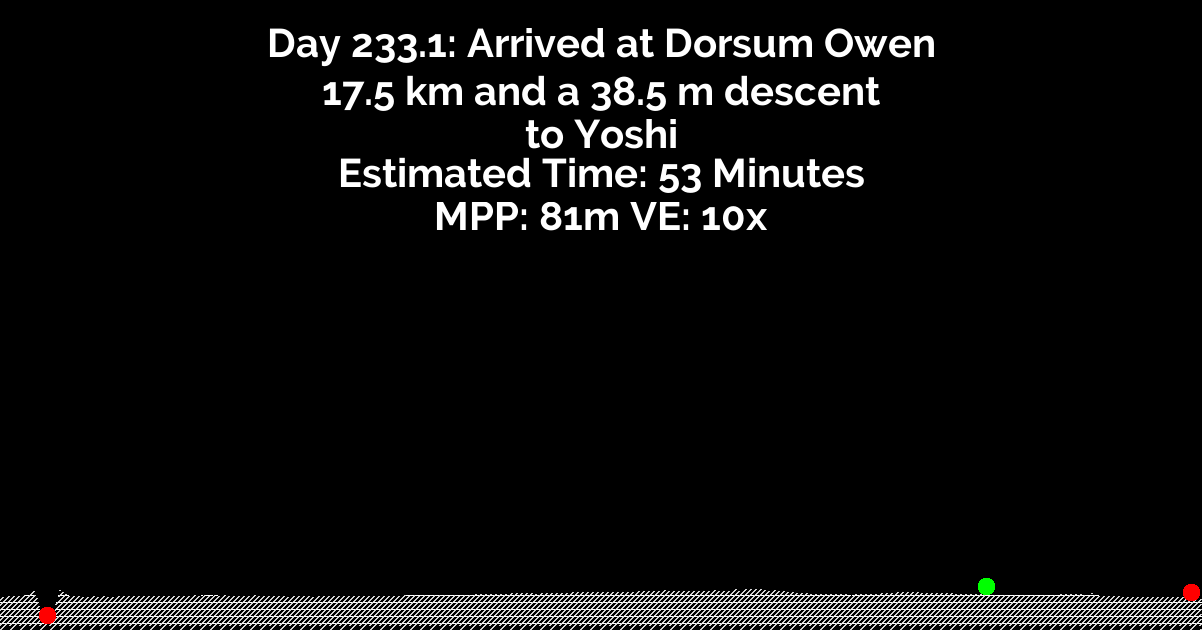 Day 233.1: Arrived at Dorsum Owen
17.5 km and a 38.5 m descent
to Yoshi
Estimated Time: 53 Minutes
MPP: 81m VE: 10x